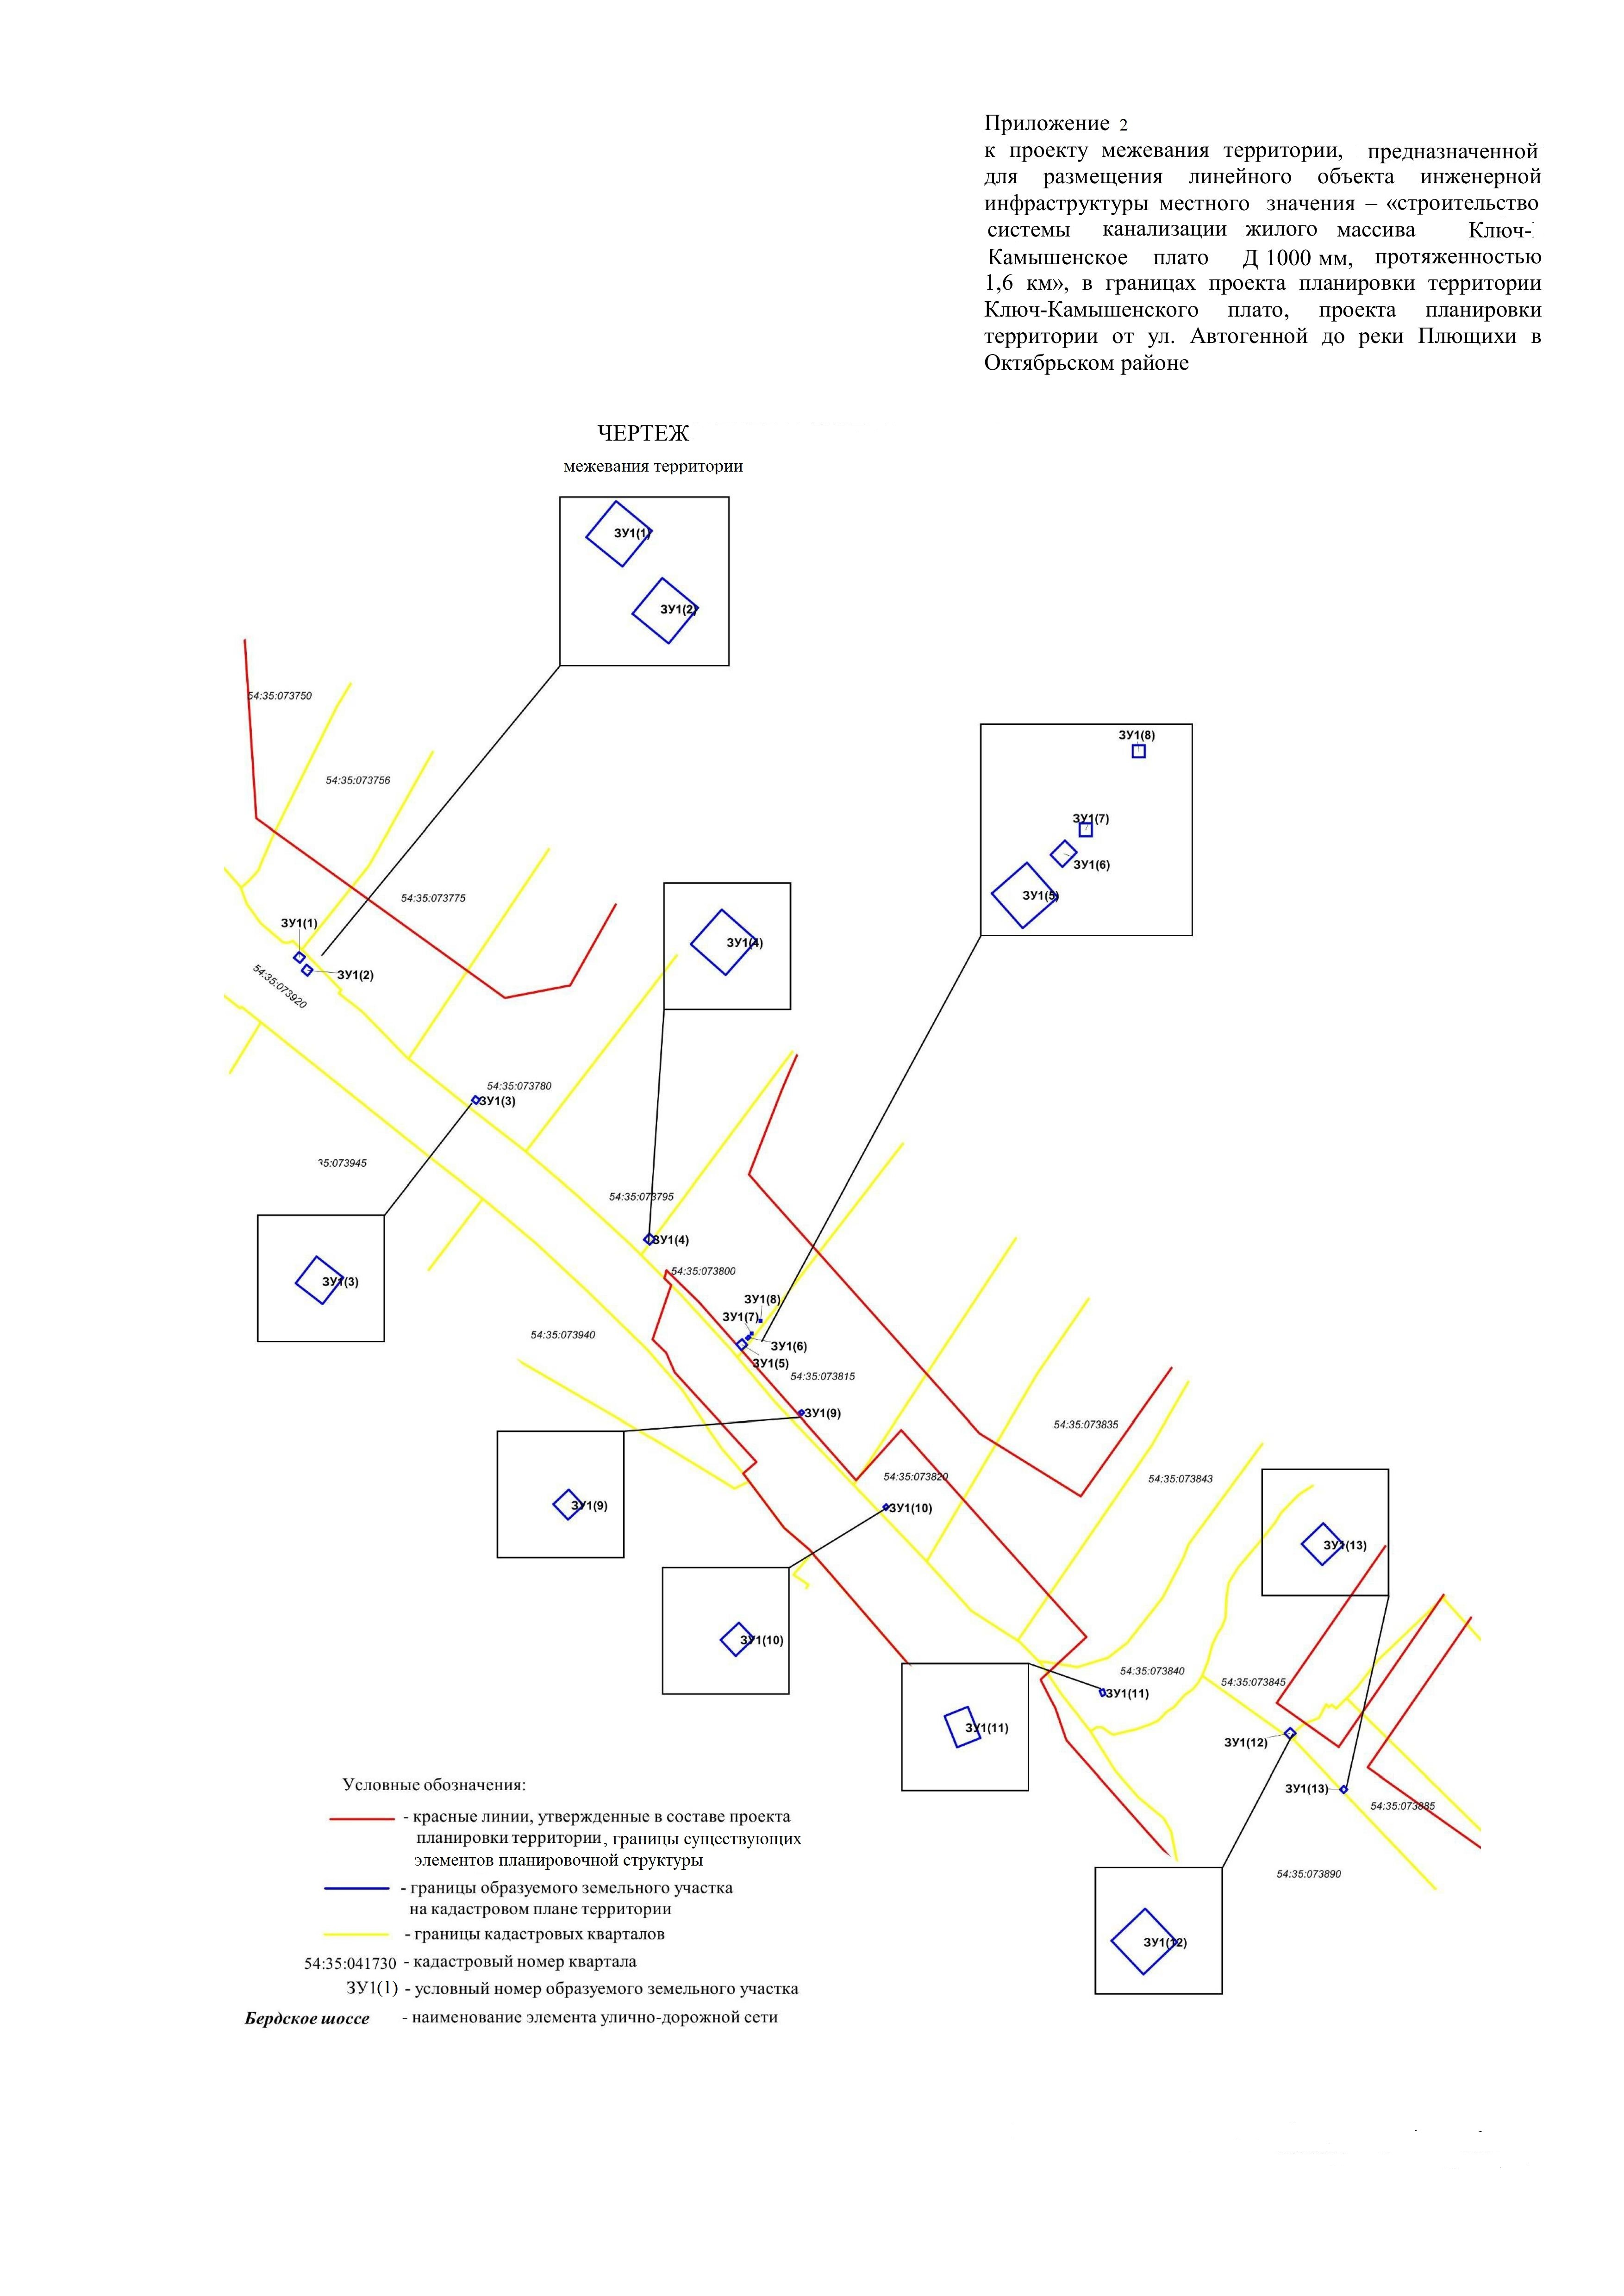 Приложение 2
к проекту межевания территории, предназначенной
для размещения линейного объекта инженерной
инфраструктуры местного значения – «строительство
системы канализации жилого массива Ключ-
Камышенское плато Д 1000 мм, протяженностью
1,6 км», в границах проекта планировки территории
Ключ-Камышенского плато, проекта планировки
территории от ул. Автогенной до реки Плющихи в
Октябрьском районе
ЧЕРТЕЖ
межевания территории
ЗУ1(1)
ЗУ1(2)
54:35:073750
ЗУ1(8)
54:35:073756
ЗУ1(7)
ЗУ1(6)
ЗУ1(5)
54:35:073775
ЗУ1(1)
ЗУ1(4)
ЗУ1(2)
54:35:073920
54:35:073780
ЗУ1(3)
35:073945
54:35:073795
ЗУ1(4)
54:35:073800
ЗУ1(3)
ЗУ1(8)
ЗУ1(7)
54:35:073940
ЗУ1(6)
ЗУ1(5)
54:35:073815
ЗУ1(9)
54:35:073835
54:35:073820
54:35:073843
ЗУ1(9)
ЗУ1(10)
ЗУ1(13)
ЗУ1(10)
54:35:073840
54:35:073845
ЗУ1(11)
ЗУ1(11)
ЗУ1(12)
ЗУ1(13)
54:35:073885
54:35:073890
ЗУ1(12)
Условные обозначения:
- красные линии, утвержденные в составе проекта
планировки территории, границы существующих
элементов планировочной структуры
- границы образуемого земельного участка
на кадастровом плане территории
- границы кадастровых кварталов
54:35:041730 - кадастровый номер квартала
ЗУ1(1) - условный номер образуемого земельного участка
Бердское шоссе - наименование элемента улично-дорожной сети